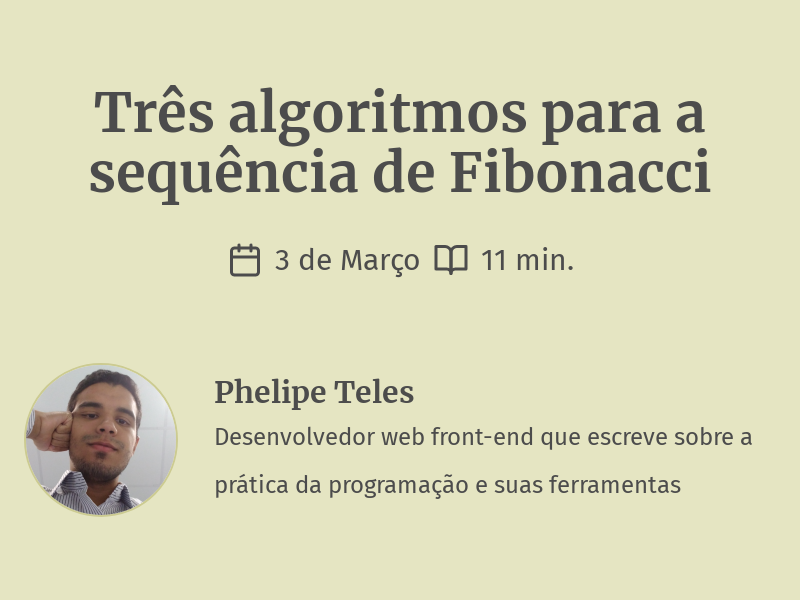 Três algoritmos para a
sequência de Fibonacci
3 de Março 11 min.
Phelipe Teles
Desenvolvedor web front-end que escreve sobre a
prática da programação e suas ferramentas